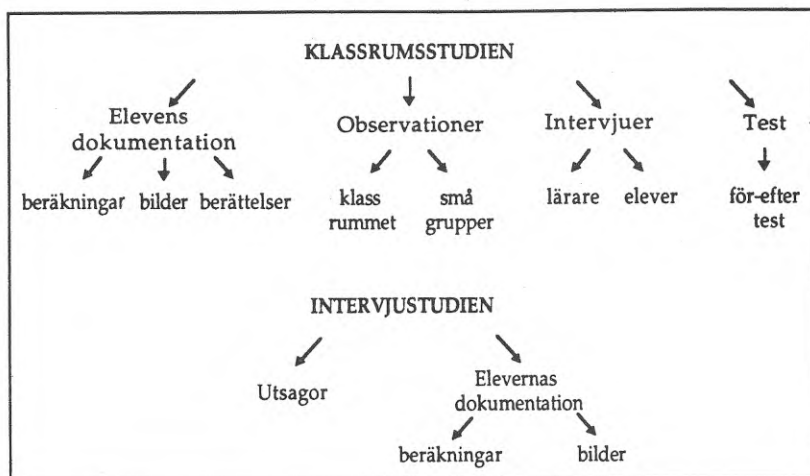 KLASSRUMSSTUDIEN
Elevens
dokumentation
Observationer
Intervjuer
Test
beräkningar bilder berättelser
klass
rummet
små
grupper
lärare elever
för-efter
test
INTERVJUSTUDIEN
Utsagor
Elevernas
dokumentation
beräkningar bilder